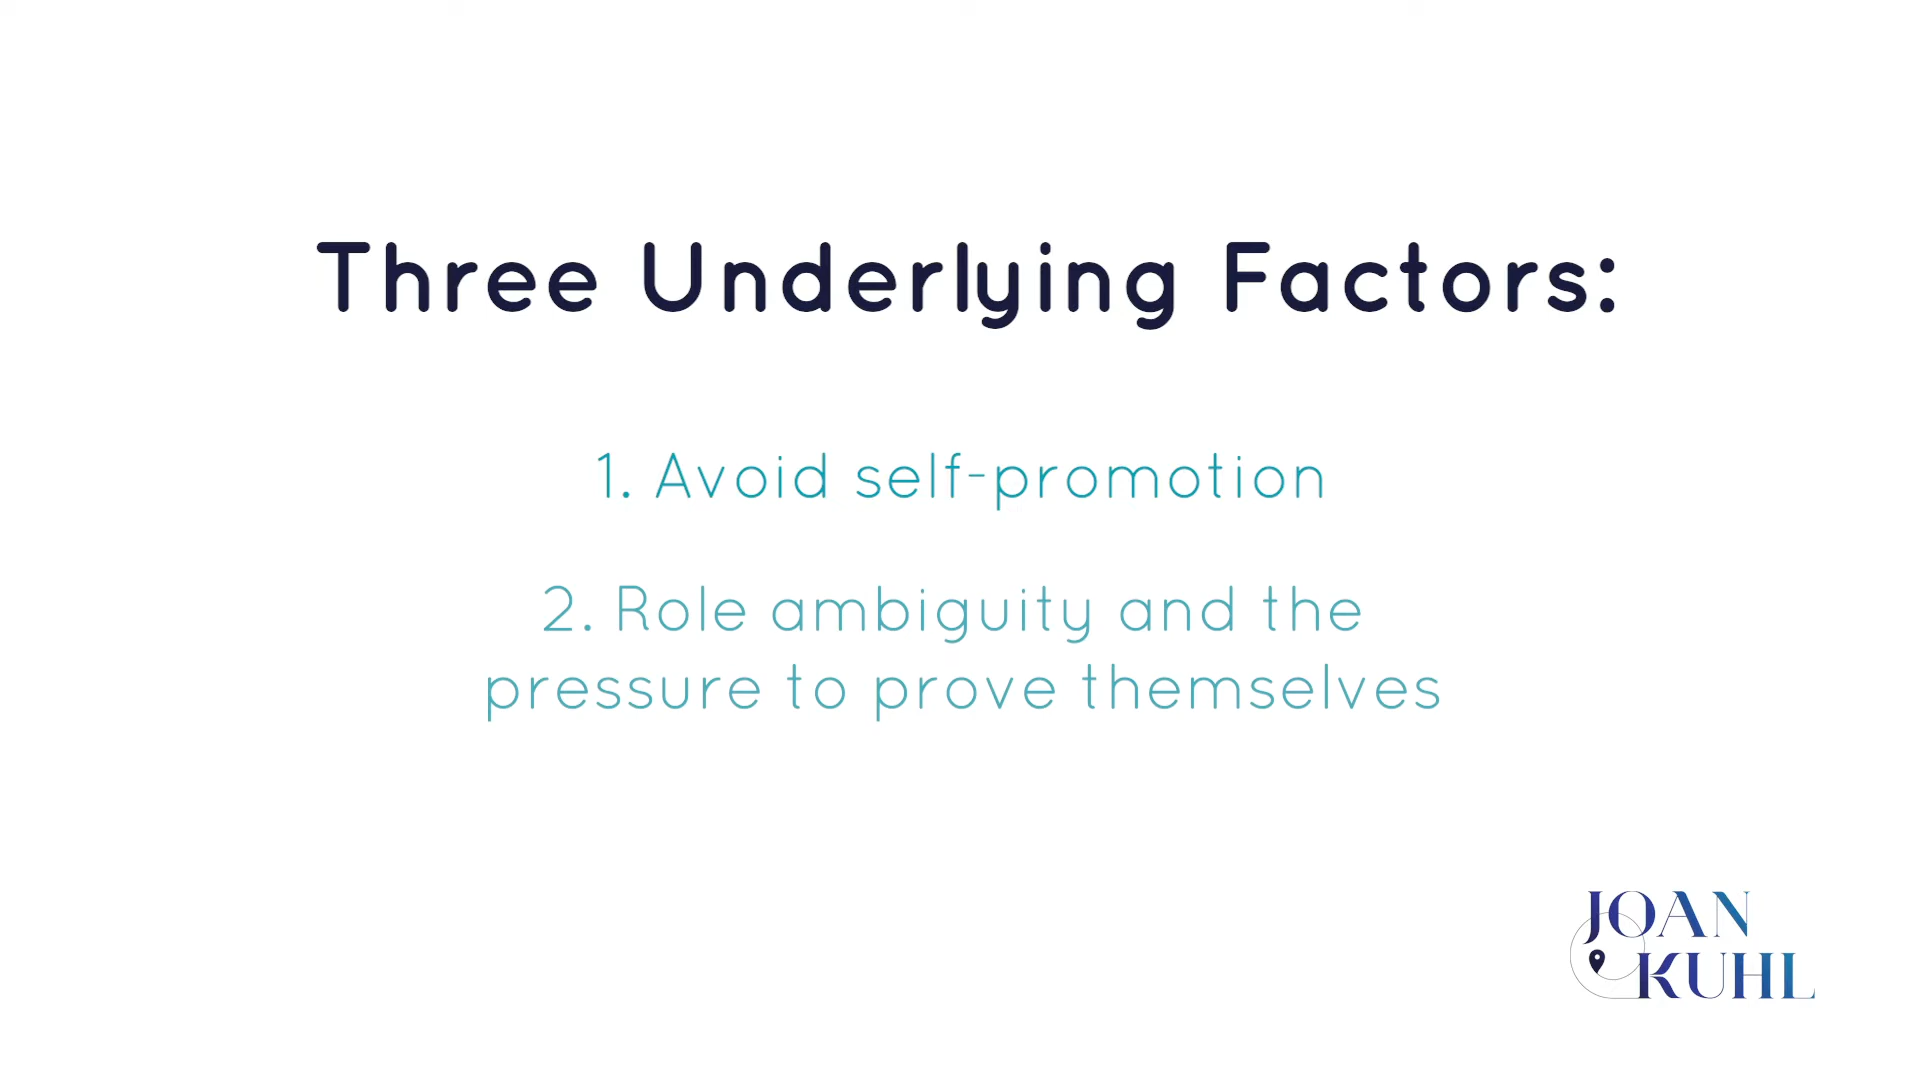 Three Underlying Factors:
1. Avoid self-promotion
2. Role ambiguity and the
pressure to prove themselves
JOAN
KUHL